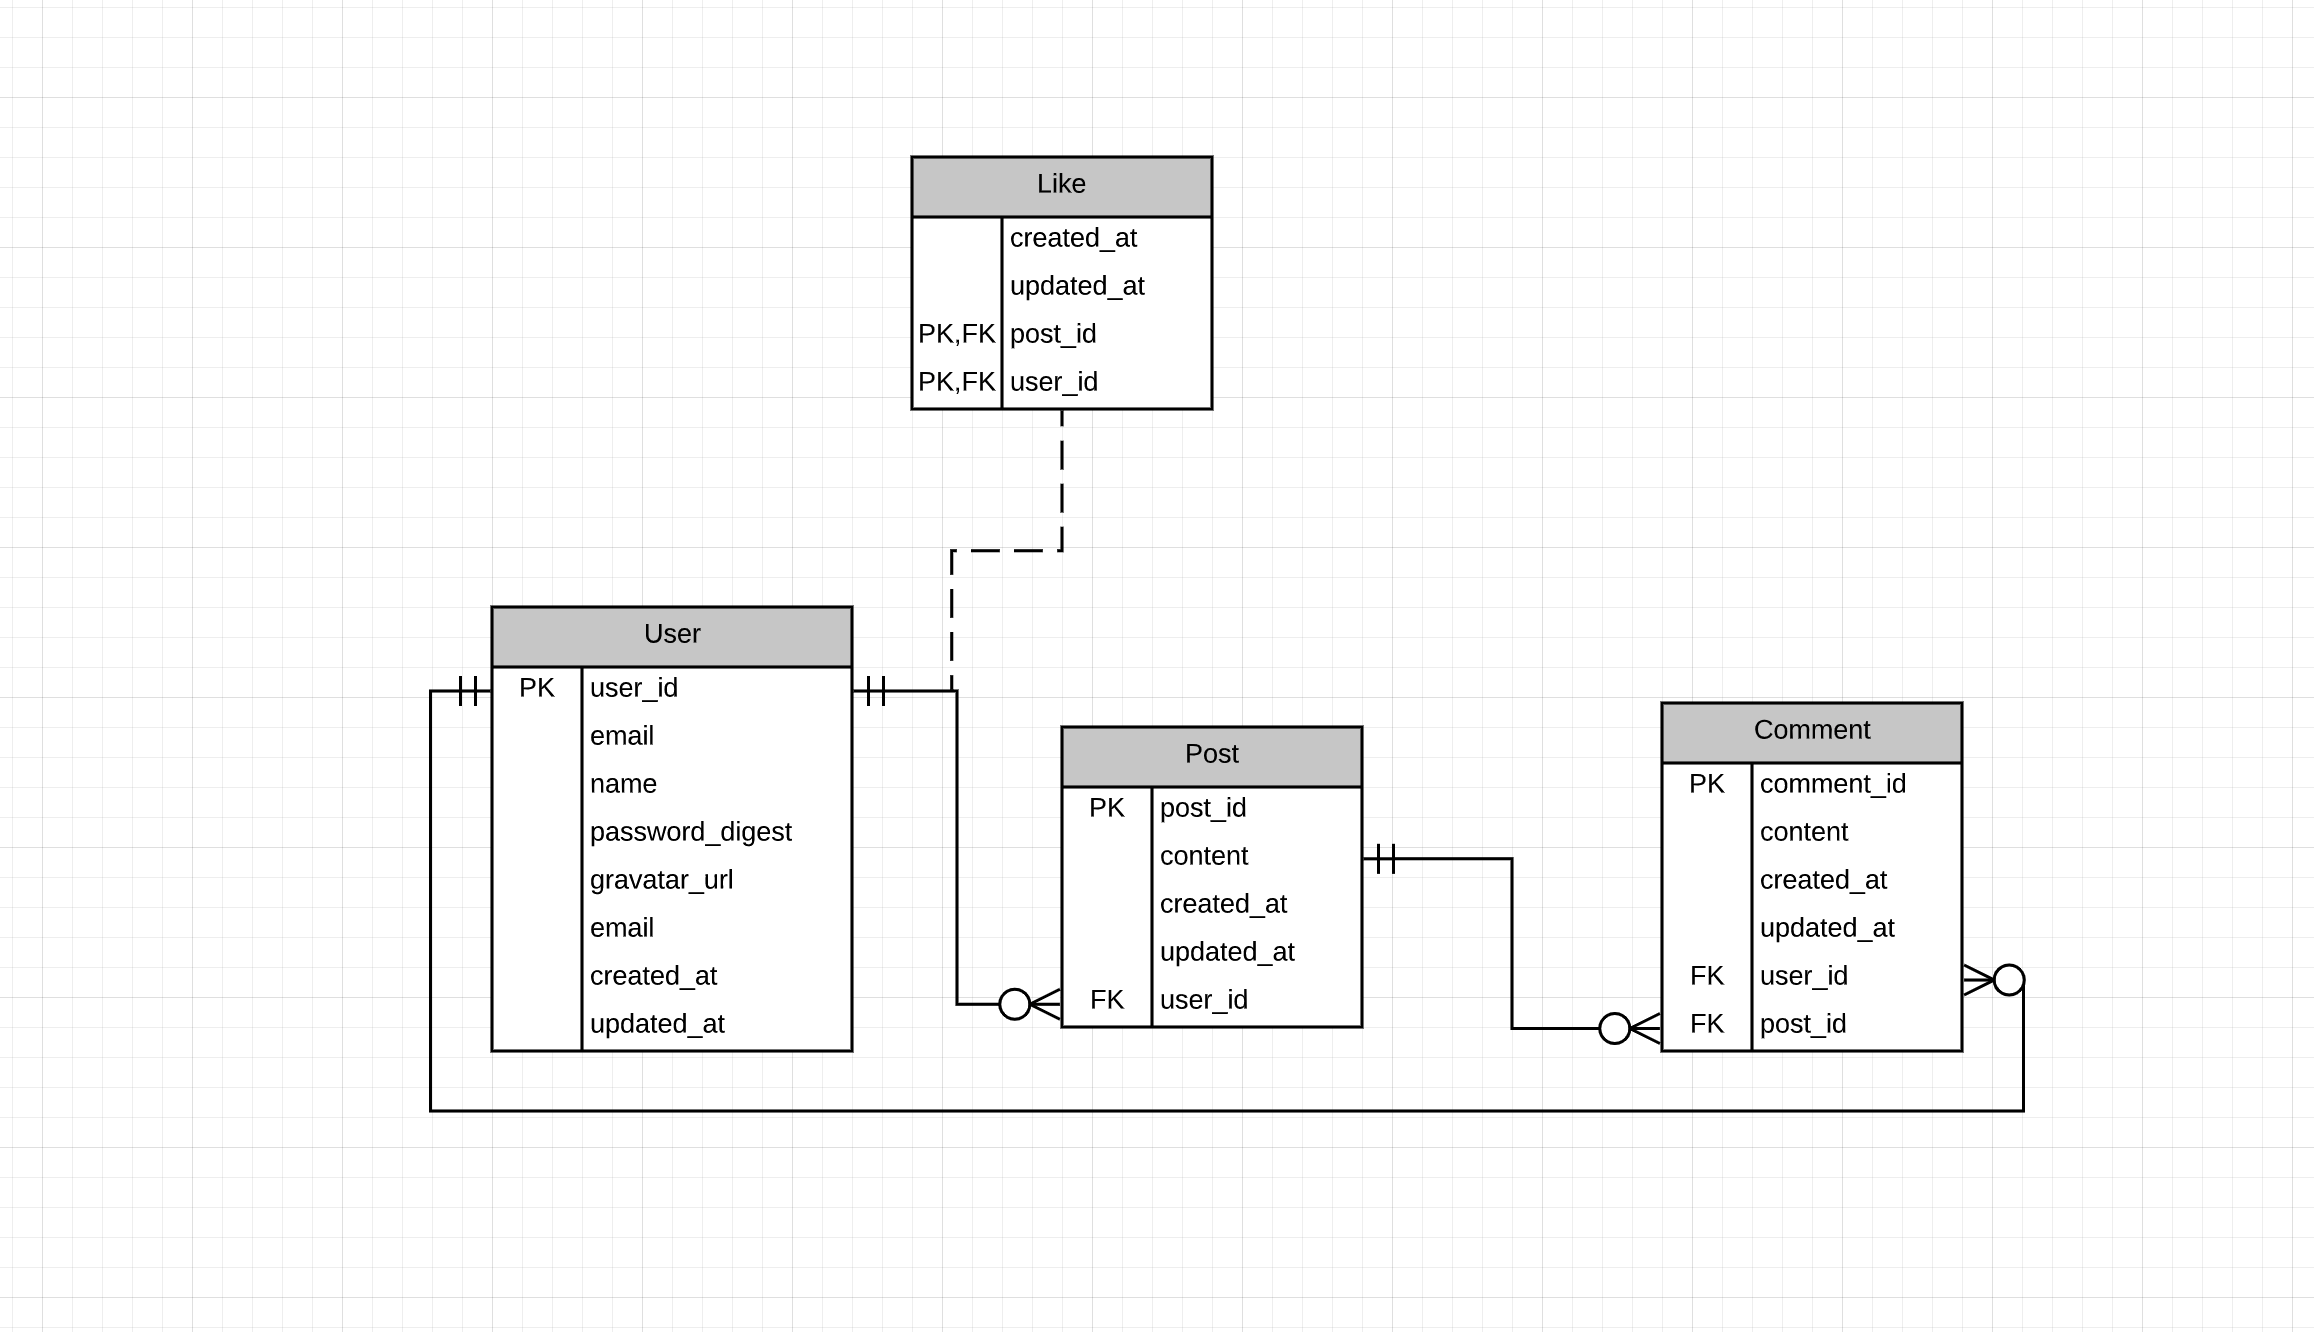 Like
created_at
updated_at
PK,FK post_id
PK,FK user_id
User
PK user_id
email
name
password_digest
gravatar_url
email
created_at
updated_at
Post
PK post_id
content
created_at
updated_at
FK user_id
Comment
PK comment_id
content
created_at
updated_at
FK user_id
FK post_id